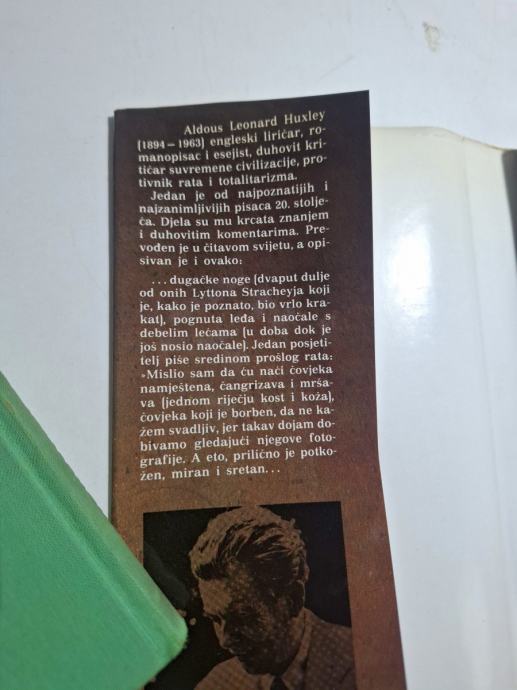 Aldous Leonard Huxley
(1894 – 1963) engleski liričar, ro-
manopisac i esejist, duhovit kri-
tičar suvremene civilizacije, pro-
tivnik rata i totalitarizma.
Jedan je od najpoznatijih i
najzanimljivijih pisaca 20. stolje-
ća. Djela su mu krcata znanjem
i duhovitim komentarima. Pre-
vođen je u čitavom svijetu, a opi-
sivan je i ovako:
... dugačke noge (dvaput dulje
od onih Lyttona Stracheyja koji
je, kako je poznato, bio vrlo kra-
kat), pognuta leđa i naočale s
debelim lećama (u doba dok je
još nosio naočale). Jedan posjeti-
telj piše sredinom prošlog rata:
»Mislio sam da ću naći čovjeka
namještena, čangrizava i mrša-
va (jednom riječju kost i koža),
čovjeka koji je borben, da ne ka-
žem svadljiv, jer takav dojam do-
bivamo gledajući njegove foto-
grafije. A eto, prilično je potko-
žen, miran i sretan...